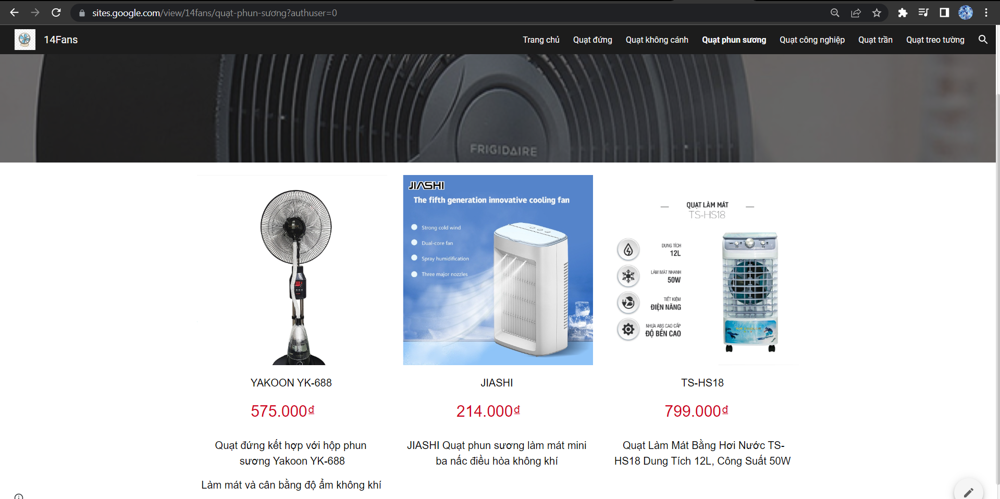 sites.google.com/view/14fans/quạt-phun-sương?authuser=0
14Fans
Trang chủ
Quạt đứng
Quạt không cánh
Quạt phun sương
Quạt công nghiệp
Quạt trần
Quạt treo tường
FRIGIDAIRE
JIASHI
The fifth generation innovative cooling fan
Strong cold wind
Dual-core fan
Spray humidification
Three major nozzles
QUẠT LÀM MÁT
TS-HS18
DUNG TÍCH
12L
LÀM MÁT NHANH
50W
TIẾT KIỆM
ĐIỆN NĂNG
NHỰA ABS CAO CẤP
ĐỘ BỀN CAO
YAKOON YK-688
575.000₫
Quạt đứng kết hợp với hộp phun
sương Yakoon YK-688
Làm mát và cân bằng độ ẩm không khí
JIASHI
214.000₫
JIASHI Quạt phun sương làm mát mini
ba nấc điều hòa không khí
TS-HS18
799.000₫
Quạt Làm Mát Bằng Hơi Nước TS-
HS18 Dung Tích 12L, Công Suất 50W